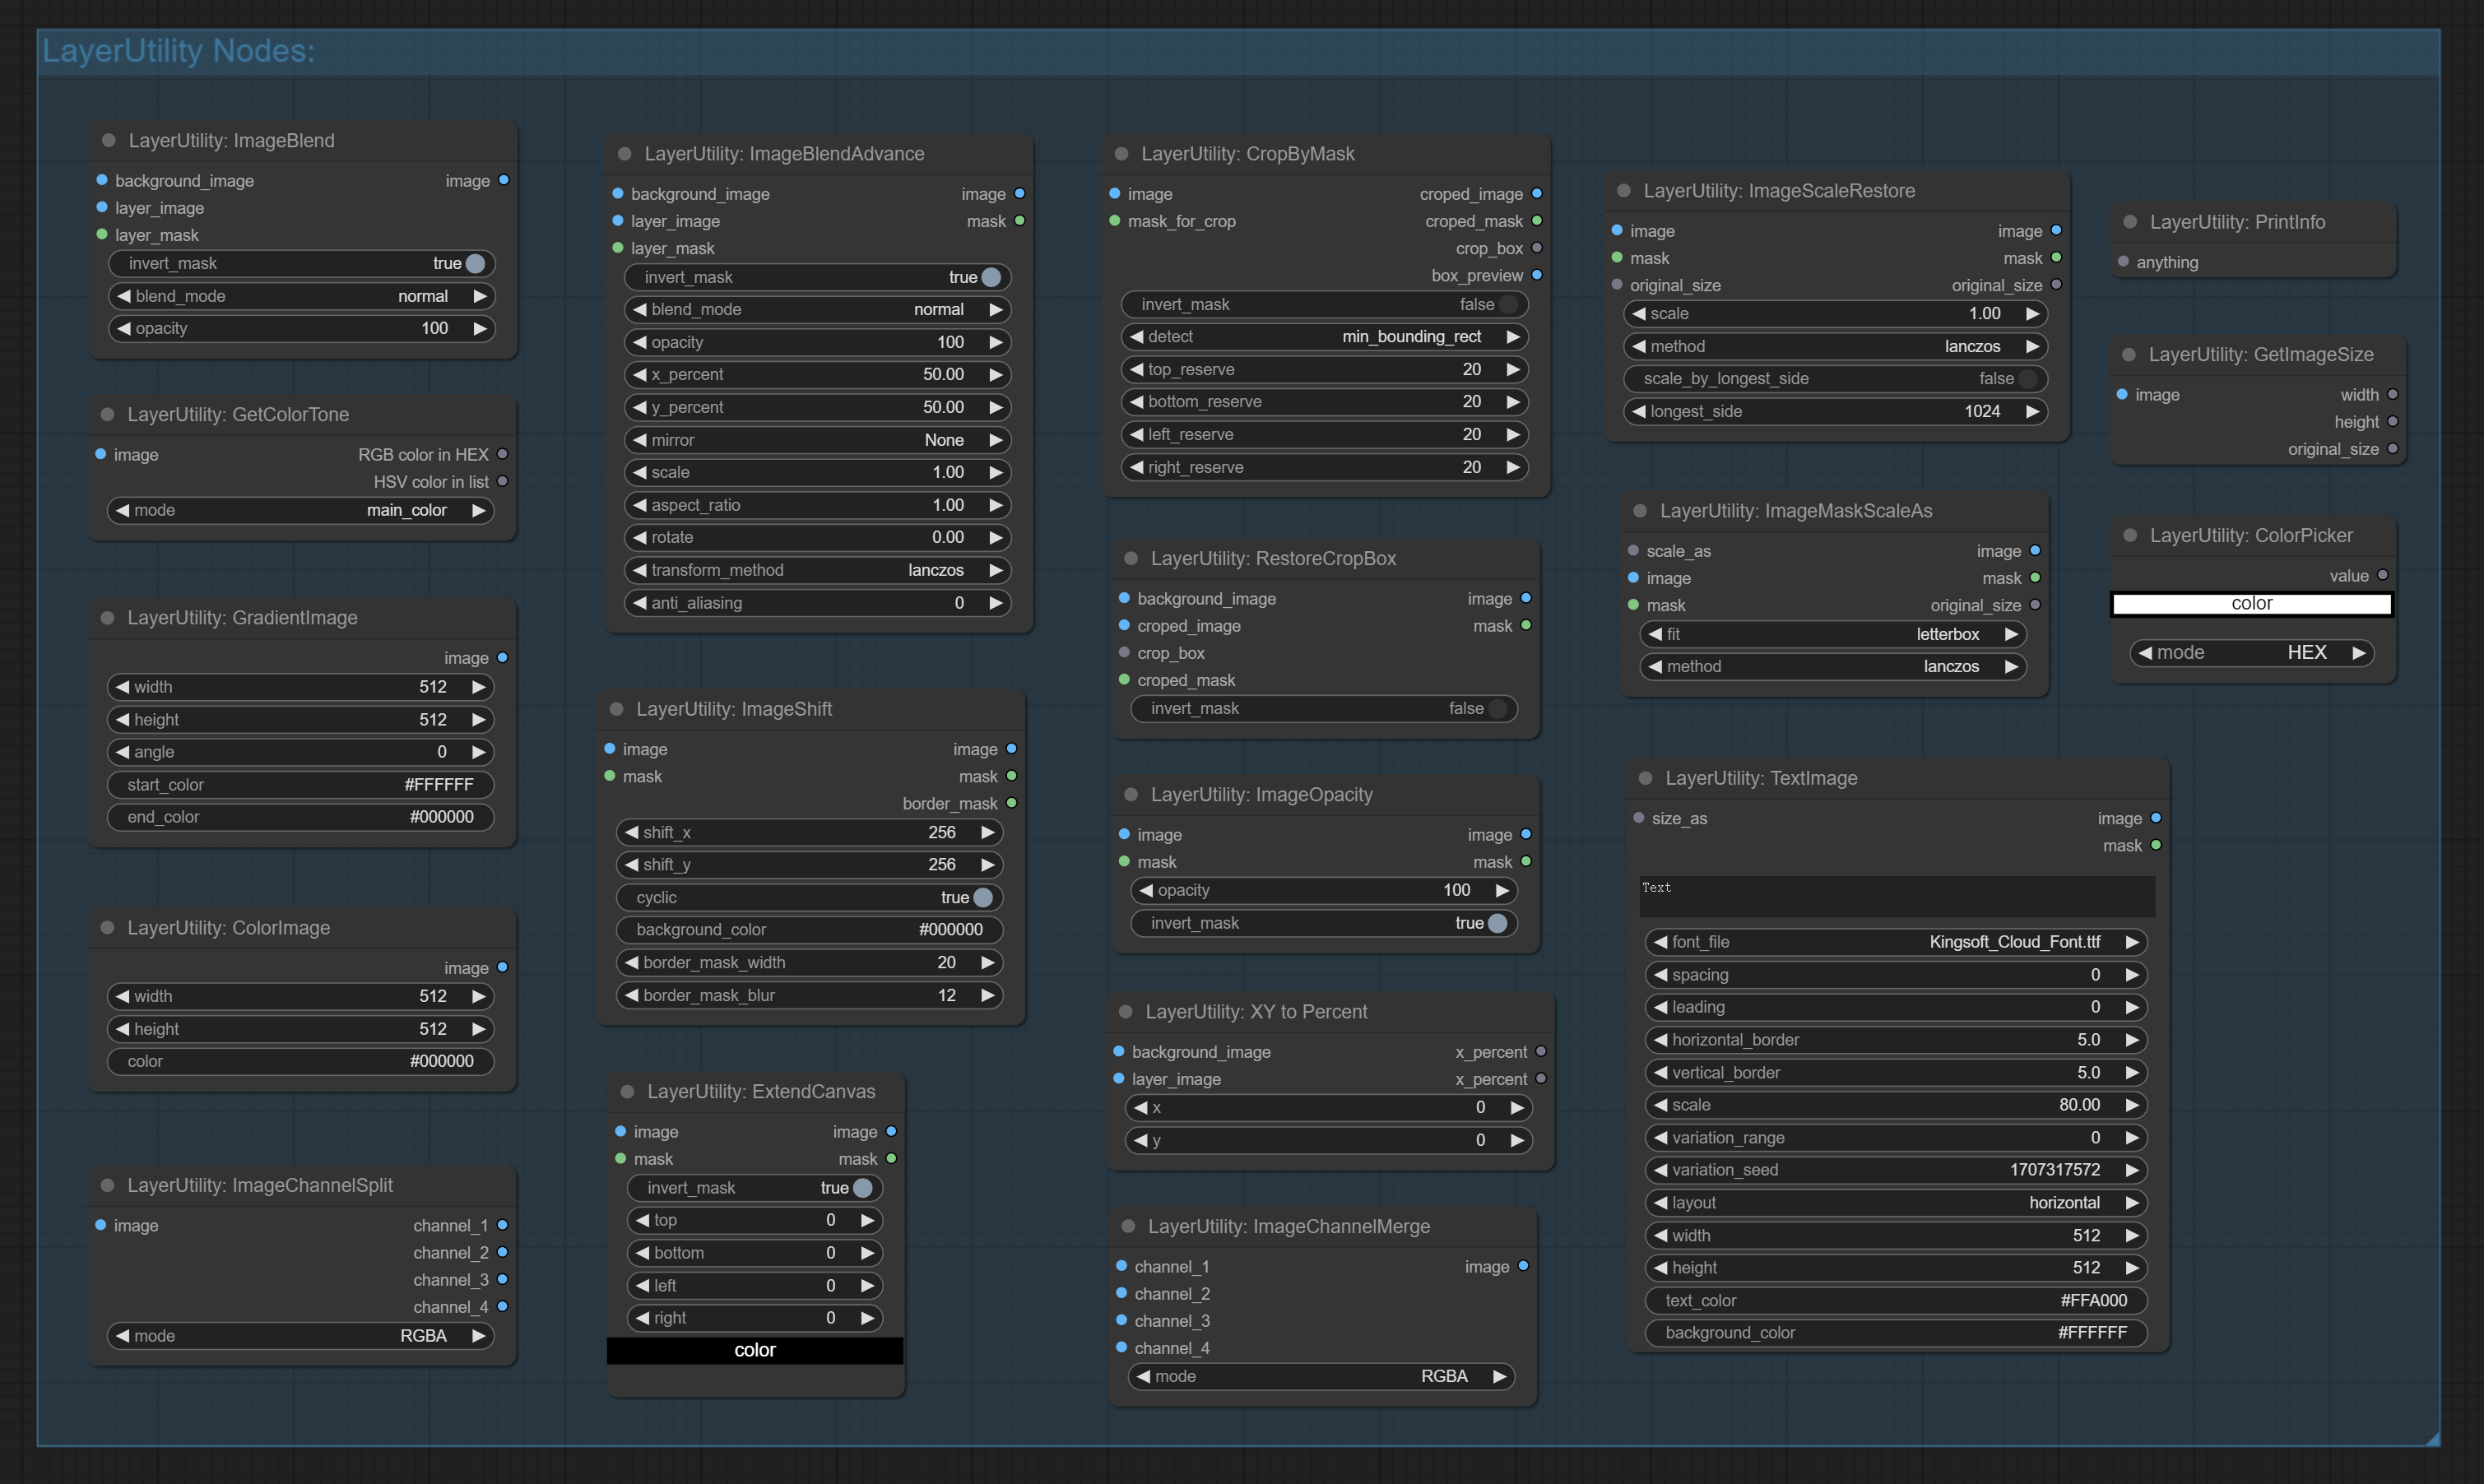 LayerUtility Nodes:
LayerUtility: ImageBlend
background_image image
layer_image
layer_mask
invert_mask true
blend_mode normal
opacity 100
LayerUtility: GetColorTone
image RGB color in HEX
HSV color in list
mode main_color
LayerUtility: GradientImage
image
width 512
height 512
angle 0
start_color #FFFFFF
end_color #000000
LayerUtility: ColorImage
image
width 512
height 512
color #000000
LayerUtility: ImageChannelSplit
image channel_1
channel_2
channel_3
channel_4
mode RGBA
LayerUtility: ImageBlendAdvance
background_image image
layer_image mask
layer_mask
invert_mask true
blend_mode normal
opacity 100
x_percent 50.00
y_percent 50.00
mirror None
scale 1.00
aspect_ratio 1.00
rotate 0.00
transform_method lanczos
anti_aliasing 0
LayerUtility: ImageShift
image image
mask mask
border_mask
shift_x 256
shift_y 256
cyclic true
background_color #000000
border_mask_width 20
border_mask_blur 12
LayerUtility: ExtendCanvas
image image
mask mask
invert_mask true
top 0
bottom 0
left 0
right 0
color
LayerUtility: CropByMask
image croped_image
mask_for_crop croped_mask
crop_box
box_preview
invert_mask false
detect min_bounding_rect
top_reserve 20
bottom_reserve 20
left_reserve 20
right_reserve 20
LayerUtility: RestoreCropBox
background_image image
croped_image mask
crop_box
croped_mask
invert_mask false
LayerUtility: ImageOpacity
image image
mask mask
opacity 100
invert_mask true
LayerUtility: XY to Percent
background_image x_percent
layer_image x_percent
x 0
y 0
LayerUtility: ImageChannelMerge
channel_1 image
channel_2
channel_3
channel_4
mode RGBA
LayerUtility: ImageScaleRestore
image image
mask mask
original_size original_size
scale 1.00
method lanczos
scale_by_longest_side false
longest_side 1024
LayerUtility: ImageMaskScaleAs
scale_as image
image mask
mask original_size
fit letterbox
method lanczos
LayerUtility: TextImage
size_as image
mask
Text
font_file Kingsoft_Cloud_Font.ttf
spacing 0
leading 0
horizontal_border 5.0
vertical_border 5.0
scale 80.00
variation_range 0
variation_seed 1707317572
layout horizontal
width 512
height 512
text_color #FFA000
background_color #FFFFFF
LayerUtility: PrintInfo
anything
LayerUtility: GetImageSize
image width
height
original_size
LayerUtility: ColorPicker
value
color
mode HEX